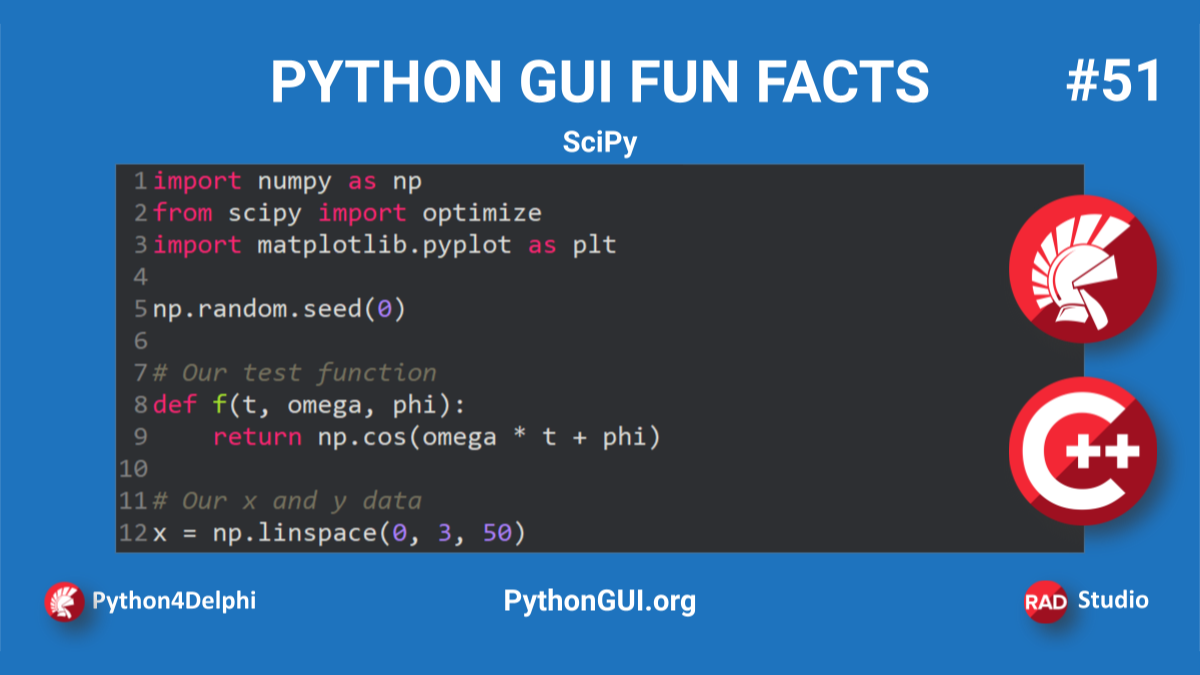 PYTHON GUI FUN FACTS #51
SciPy
1 import numpy as np
2 from scipy import optimize
3 import matplotlib.pyplot as plt
4
5 np.random.seed(0)
6
7 # Our test function
8 def f(t, omega, phi):
9     return np.cos(omega * t + phi)
10
11 # Our x and y data
12 x = np.linspace(0, 3, 50)
C++
Python4Delphi PythonGUI.org RAD Studio